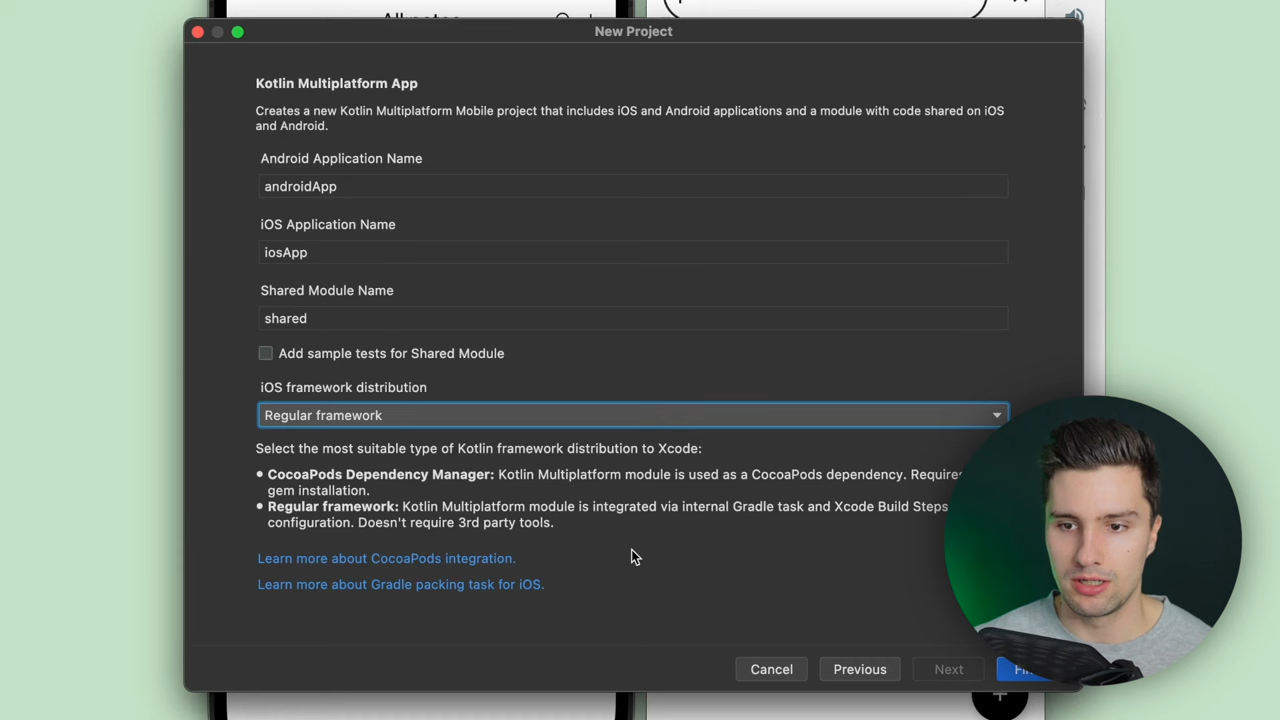 New Project
Kotlin Multiplatform App
Creates a new Kotlin Multiplatform Mobile project that includes iOS and Android applications and a module with code shared on iOS
and Android.
Android Application Name
androidApp
iOS Application Name
iosApp
Shared Module Name
shared
Add sample tests for Shared Module
iOS framework distribution
Regular framework
Select the most suitable type of Kotlin framework distribution to Xcode:
• CocoaPods Dependency Manager: Kotlin Multiplatform module is used as a CocoaPods dependency. Require
gem installation.
• Regular framework: Kotlin Multiplatform module is integrated via internal Gradle task and Xcode Build Steps
configuration. Doesn't require 3rd party tools.
Learn more about CocoaPods integration.
Learn more about Gradle packing task for iOS.
Cancel
Previous
Next